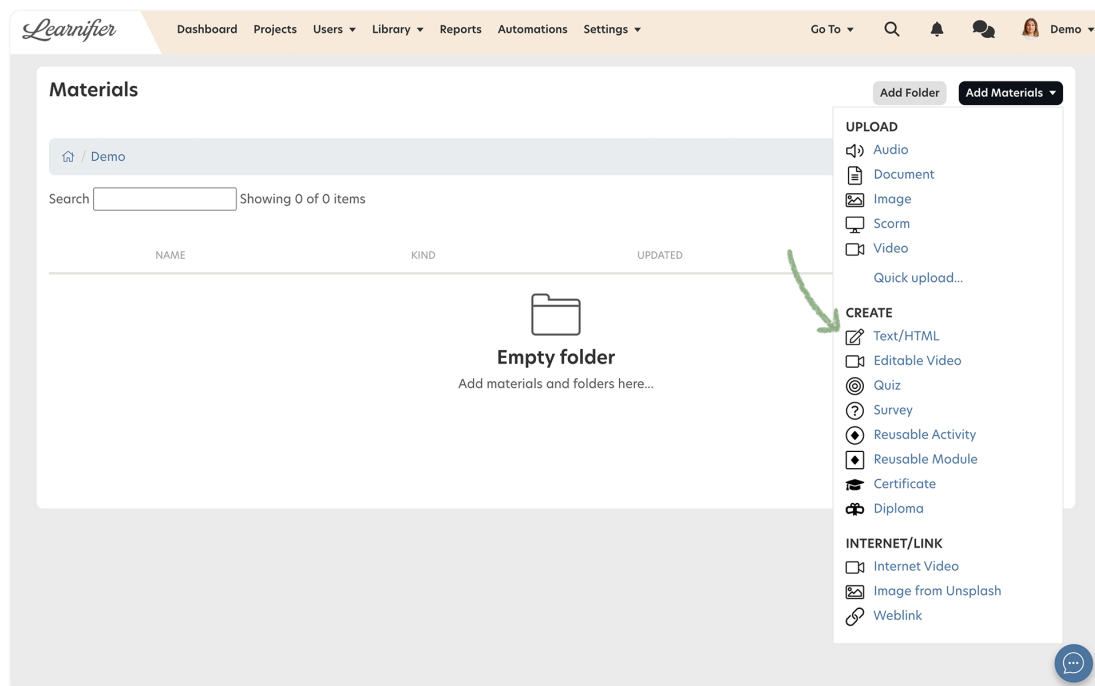 Learnifier Dashboard Projects Users Library Reports Automations Settings Go To Demo
Materials
Add Folder Add Materials
/ Demo
Search Showing 0 of 0 items
NAME KIND UPDATED
Empty folder
Add materials and folders here...
UPLOAD
Audio
Document
Image
Scorm
Video
Quick upload...
CREATE
Text/HTML
Editable Video
Quiz
Survey
Reusable Activity
Reusable Module
Certificate
Diploma
INTERNET/LINK
Internet Video
Image from Unsplash
Weblink